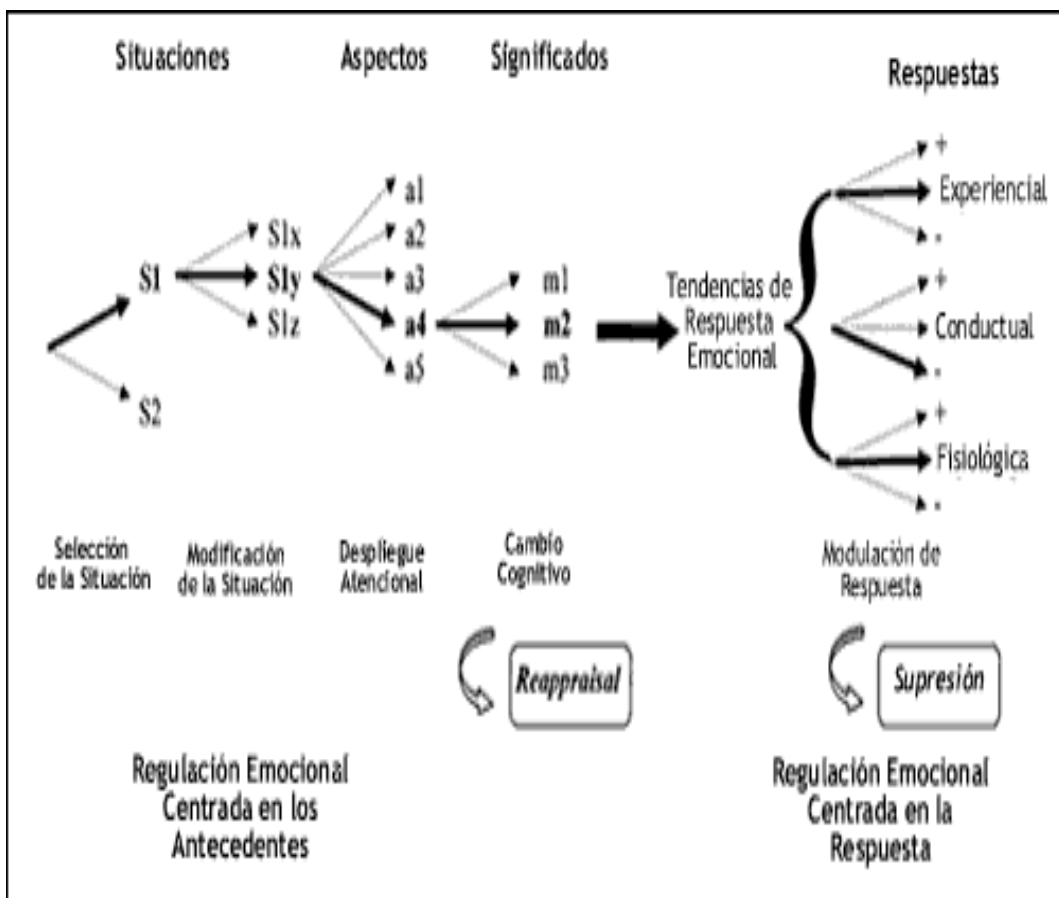 Situaciones
Aspectos
Significados
Respuestas
S1
S2
S1x
S1y
S1z
a1
a2
a3
a4
a5
m1
m2
m3
Tendencias de
Respuesta
Emocional
+
Experiencial
-
+
Conductual
-
+
Fisiológica
-
Selección
de la Situación
Modificación
de la Situación
Despliegue
Atencional
Cambio
Cognitivo
Modulación de
Respuesta
Reappraisal
Supresión
Regulación Emocional
Centrada en los
Antecedentes
Regulación Emocional
Centrada en la
Respuesta